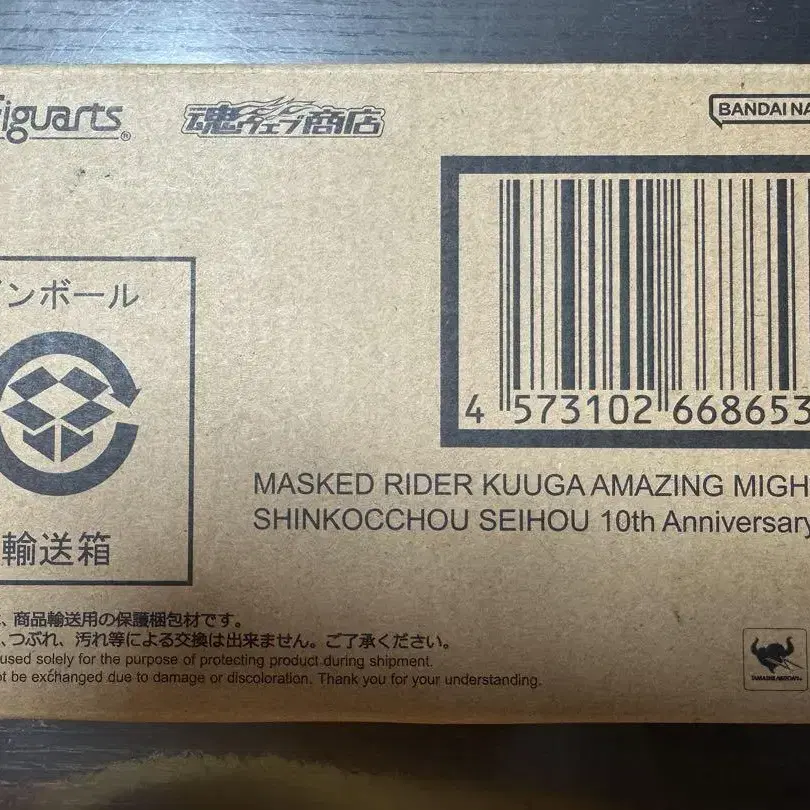 Figuarts®
魂ウェブ商店
BANDAI NA
ンボール
輸送箱
4 573102 668653
MASKED RIDER KUUGA AMAZING MIGH
SHINKOCCHOU SEIHOU 10th Anniversary
、商品輸送用の保護梱包材です。
、つぶれ、汚れ等による交換は出来ません。ご了承ください。
used solely for the purpose of protecting product during shipment.
ot be exchanged due to damage or discoloration. Thank you for your understanding.
TAMASHII NATIONS